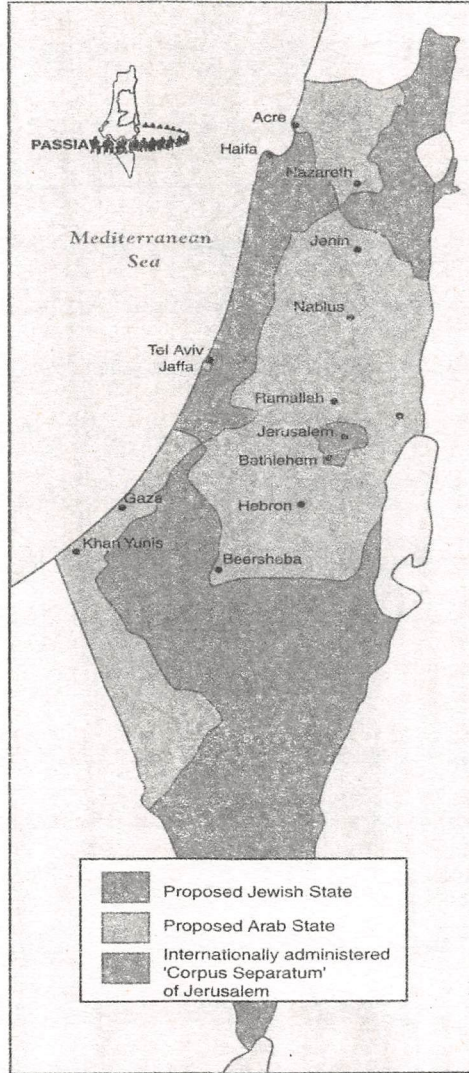 PASSIA
Acre
Haifa
Nazareth
Mediterranean
Sea
Jenin
Nablus
Tel Aviv
Jaffa
Ramallah
Jerusalem
Bathlehem
Gaza
Hebron
Khan Yunis
Beersheba
Proposed Jewish State
Proposed Arab State
Internationally administered
'Corpus Separatum'
of Jerusalem